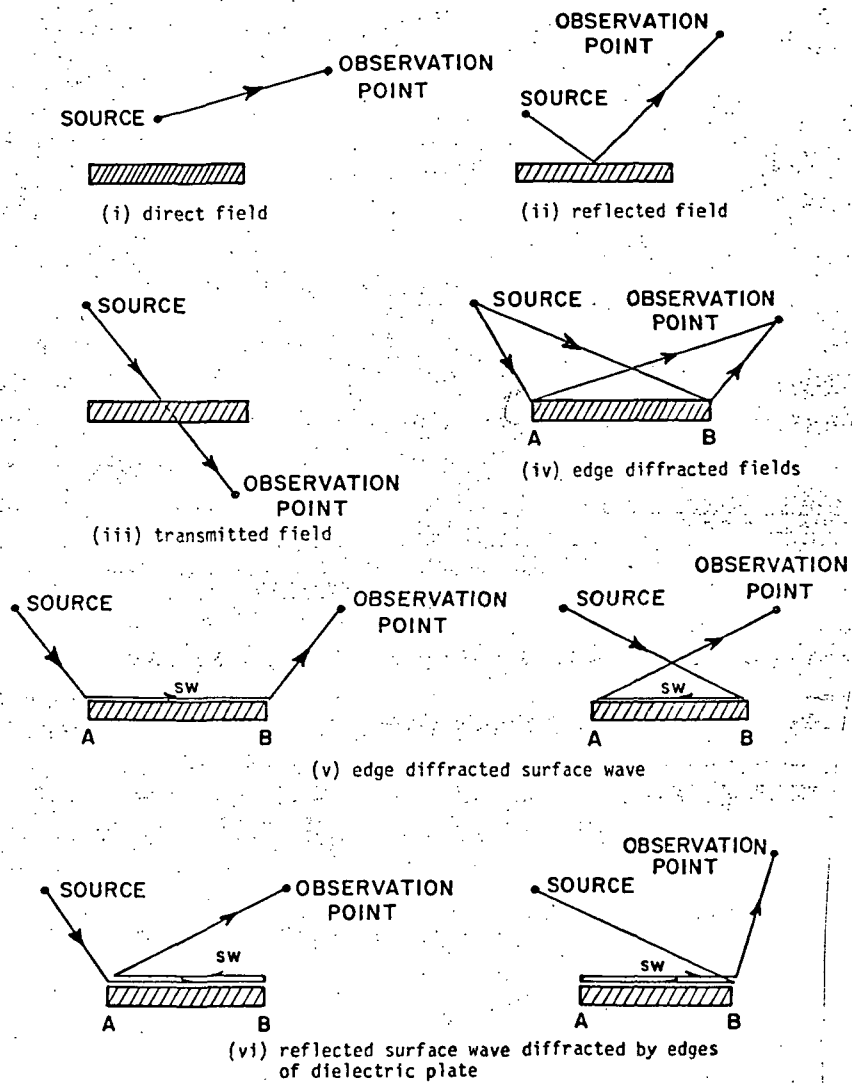 SOURCE
OBSERVATION
POINT
(i) direct field
OBSERVATION
POINT
SOURCE
(ii) reflected field
SOURCE
OBSERVATION
POINT
(iii) transmitted field
SOURCE
OBSERVATION
POINT
A
B
(iv) edge diffracted fields
SOURCE
OBSERVATION
POINT
SW
A
B
SOURCE
OBSERVATION
POINT
SW
A
B
(v) edge diffracted surface wave
SOURCE
OBSERVATION
POINT
SW
A
B
SOURCE
OBSERVATION
POINT
SW
A
B
(vi) reflected surface wave diffracted by edges
of dielectric plate